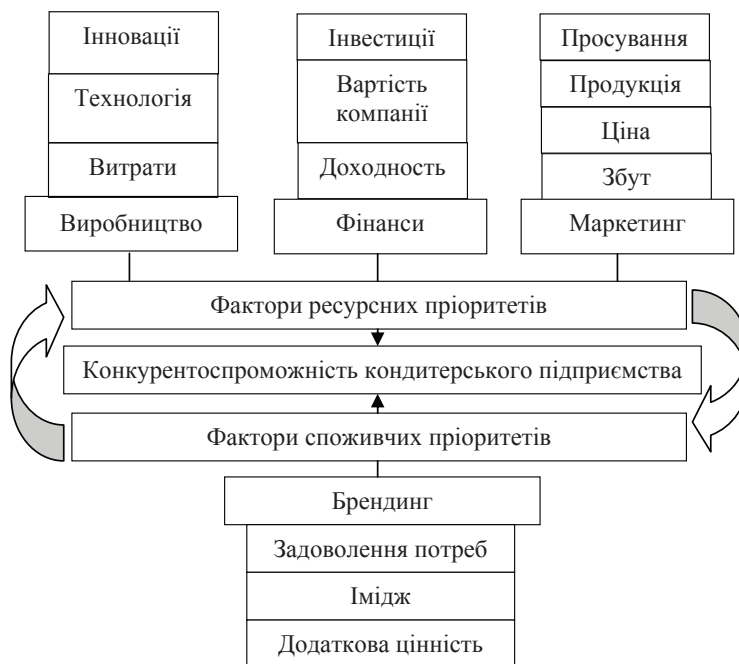 Інновації
Технологія
Витрати
Виробництво
Інвестиції
Вартість
компанії
Доходность
Фінанси
Просування
Продукція
Ціна
Збут
Маркетинг
Фактори ресурсних пріоритетів
Конкурентоспроможність кондитерського підприємства
Фактори споживчих пріоритетів
Брендинг
Задоволення потреб
Імідж
Додаткова цінність